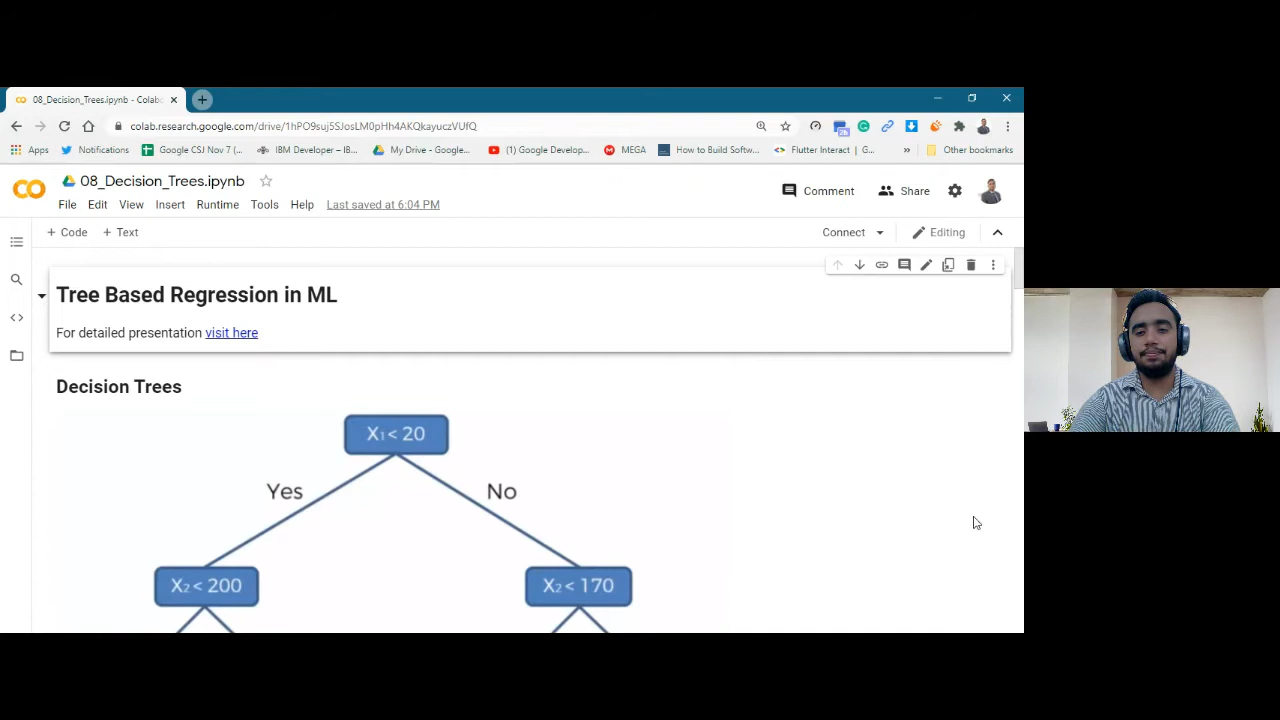 08_Decision_Trees.ipynb - Colabo
colab.research.google.com/drive/1hPO9suj5SJosLM0pHh4AKQkayuczVUfQ
Apps Notifications Google CSJ Nov 7 (... IBM Developer – IB... My Drive - Google... (1) Google Develop... MEGA How to Build Softw... Flutter Interact | G... » Other bookmarks
08_Decision_Trees.ipynb
Comment Share
File Edit View Insert Runtime Tools Help Last saved at 6:04 PM
+ Code + Text Connect Editing
Tree Based Regression in ML
For detailed presentation visit here
Decision Trees
X1 < 20
Yes No
X2 < 200 X2 < 170